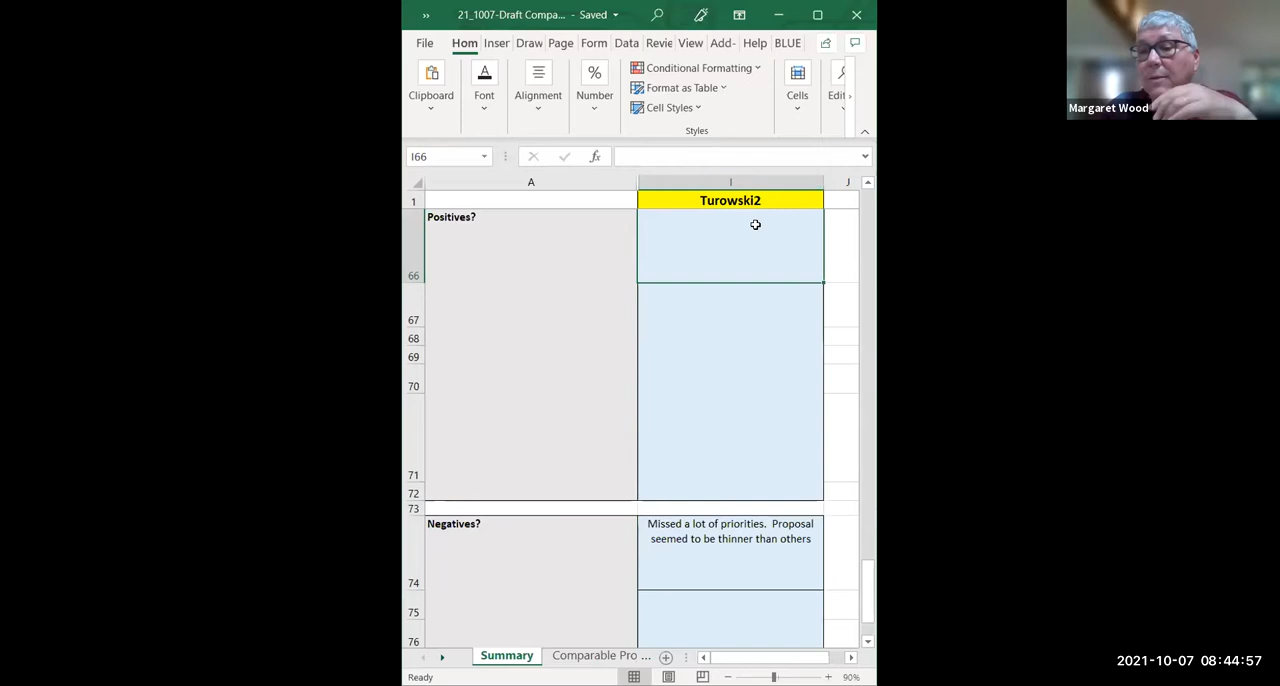 21_1007-Draft Compa... - Saved
File Hom Inser Draw Page Form Data Revie View Add- Help BLUE
Clipboard
Font
Alignment
%
Number
Conditional Formatting
Format as Table
Cell Styles
Styles
Cells
Edit
I66
fx
A
I
J
1
Turowski2
Positives?
66
67
68
69
70
71
72
73
Negatives?
Missed a lot of priorities. Proposal
seemed to be thinner than others
74
75
76
Summary
Comparable Pro ...
Ready
90%
Margaret Wood
2021-10-07 08:44:57